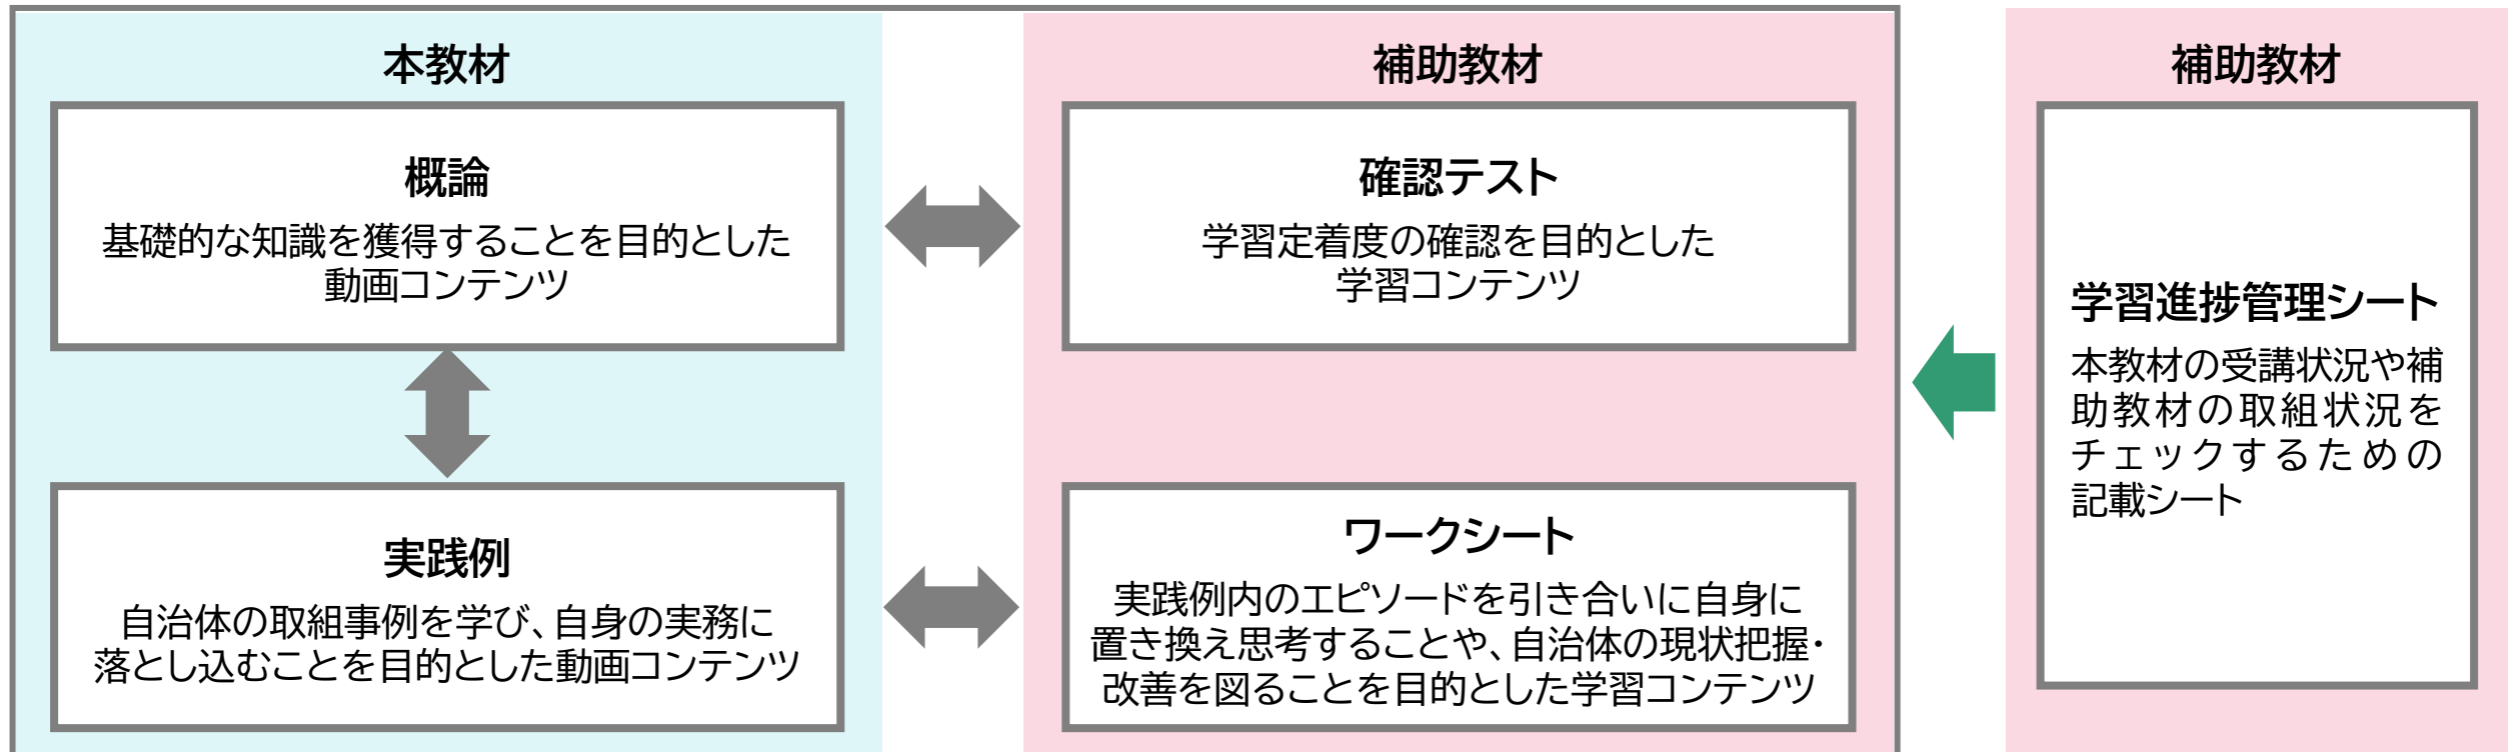 本教材
概論
基礎的な知識を獲得することを目的とした
動画コンテンツ
実践例
自治体の取組事例を学び、自身の実務に
落とし込むことを目的とした動画コンテンツ
補助教材
確認テスト
学習定着度の確認を目的とした
学習コンテンツ
ワークシート
実践例内のエピソードを引き合いに自身に
置き換え思考することや、自治体の現状把握・
改善を図ることを目的とした学習コンテンツ
補助教材
学習進捗管理シート
本教材の受講状況や補
助教材の取組状況を
チェックするための
記載シート